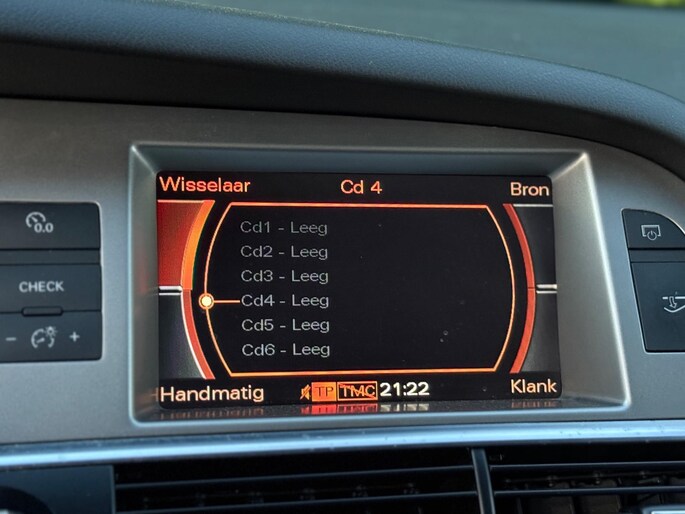 Wisselaar Cd 4 Bron
Cd1 - Leeg
Cd2 - Leeg
Cd3 - Leeg
Cd4 - Leeg
Cd5 - Leeg
Cd6 - Leeg
Handmatig TP TMC 21:22 Klank
0.0
CHECK
- +